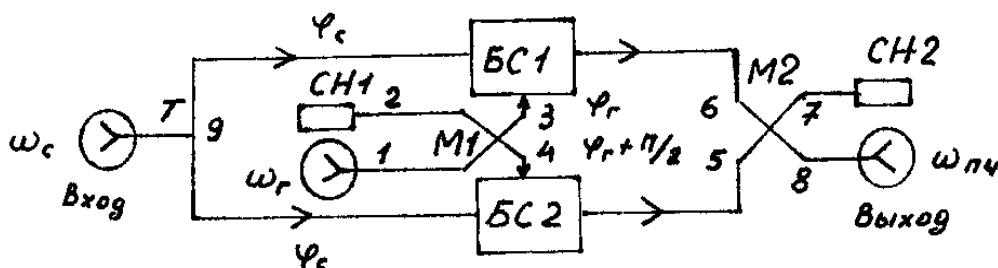 φc
БС1
СН2
СН1
2
М2
Т
3
φг
6
7
ωс
9
М1
4
φг + π/2
ωг
1
5
ωпч
8
Вход
БС2
Выход
φс